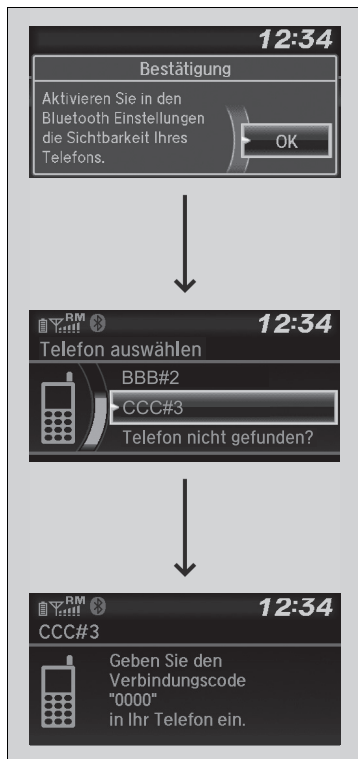 12:34
Bestätigung
Aktivieren Sie in den
Bluetooth Einstellungen
die Sichtbarkeit Ihres
Telefons.
OK
RM
12:34
Telefon auswählen
BBB#2
CCC#3
Telefon nicht gefunden?
RM
12:34
CCC#3
Geben Sie den
Verbindungscode
"0000"
in Ihr Telefon ein.